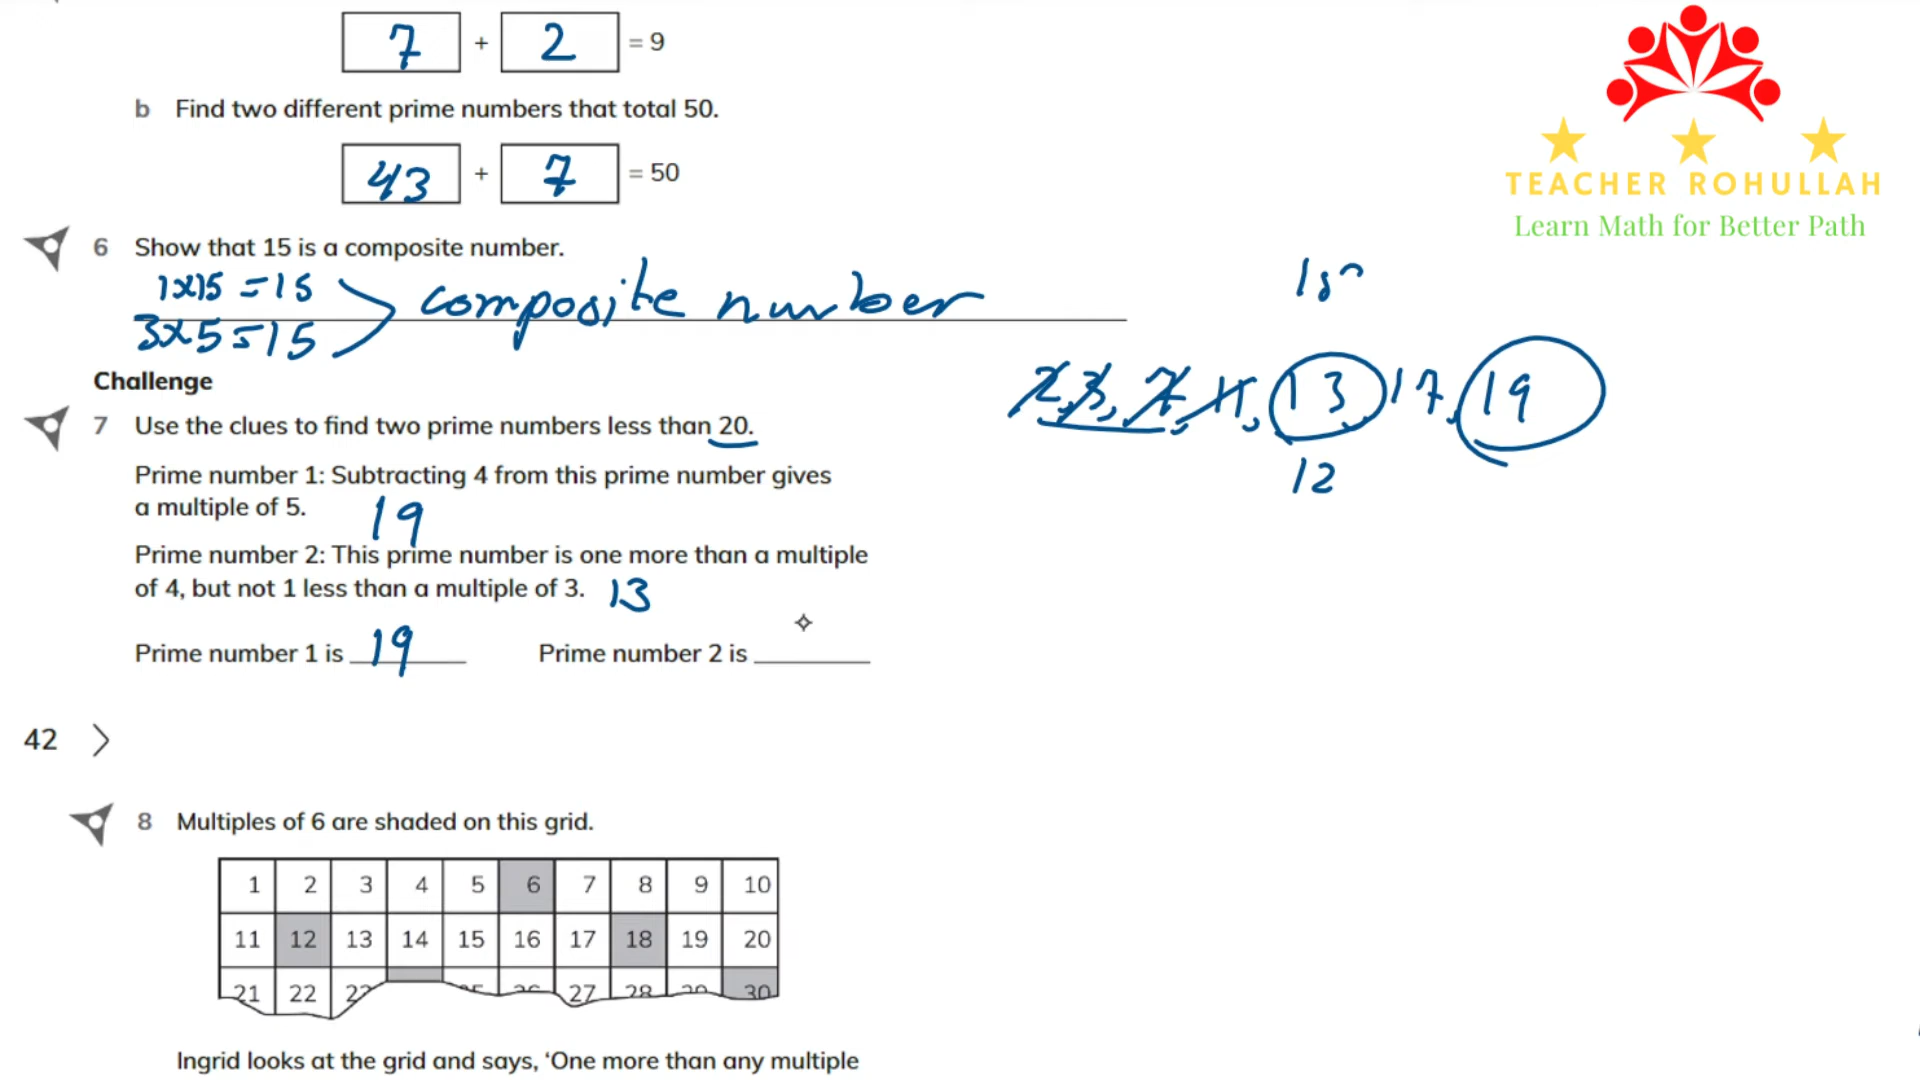 7 + 2 = 9
b Find two different prime numbers that total 50.
43 + 7 = 50
TEACHER ROHULLAH
Learn Math for Better Path
6 Show that 15 is a composite number.
1x15 = 15
3x5=15
composite number
Challenge
2, 3, 7, 11, 13, 17, 19
12
7 Use the clues to find two prime numbers less than 20.
Prime number 1: Subtracting 4 from this prime number gives
a multiple of 5. 19
Prime number 2: This prime number is one more than a multiple
of 4, but not 1 less than a multiple of 3. 13
Prime number 1 is 19 Prime number 2 is
42
8 Multiples of 6 are shaded on this grid.
1 2 3 4 5 6 7 8 9 10
11 12 13 14 15 16 17 18 19 20
21 22 27 28 30
Ingrid looks at the grid and says, ‘One more than any multiple